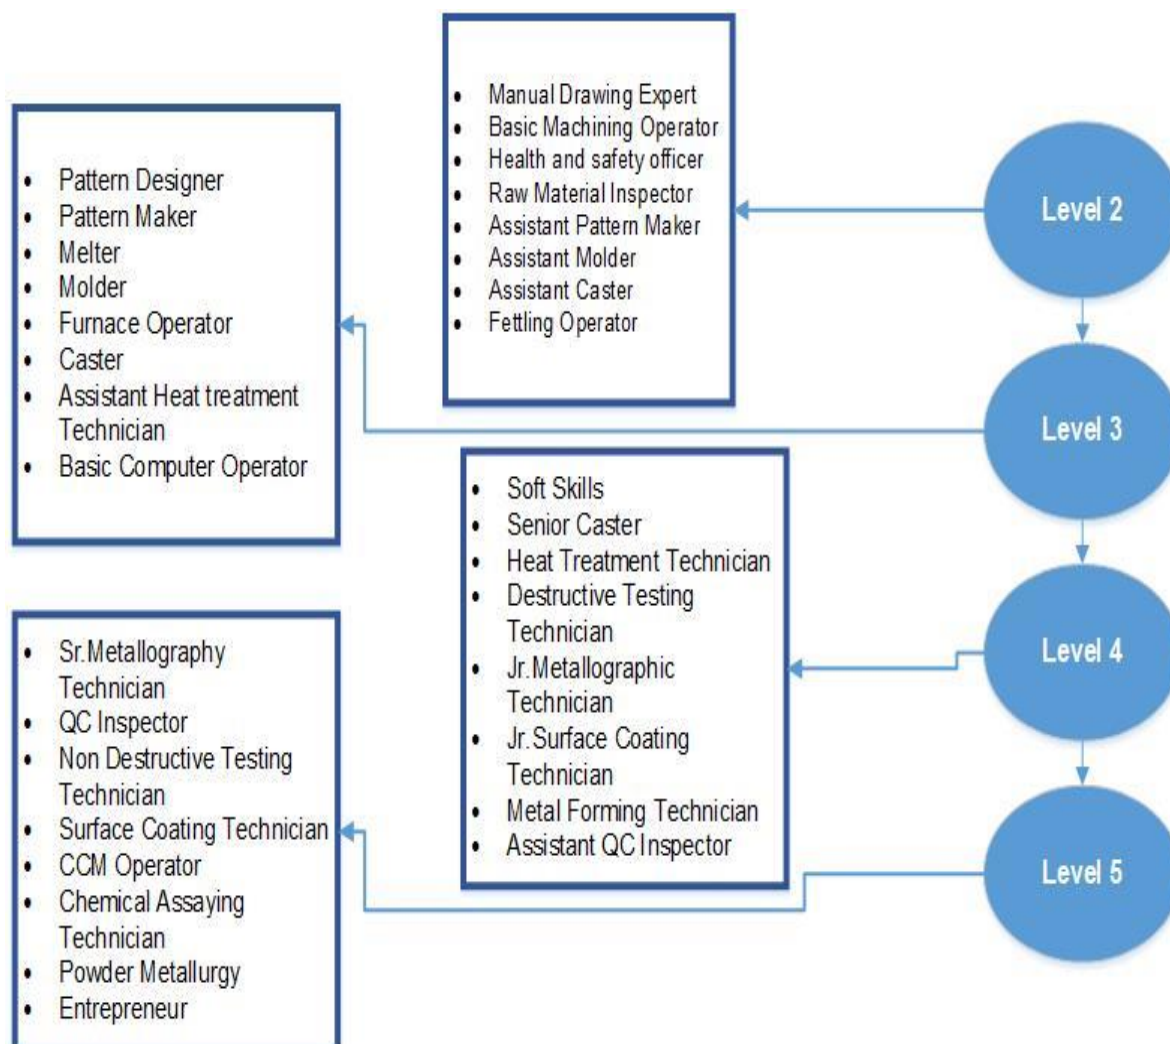 • Manual Drawing Expert
• Basic Machining Operator
• Health and safety officer
• Raw Material Inspector
• Assistant Pattern Maker
• Assistant Molder
• Assistant Caster
• Fettling Operator
Level 2
• Pattern Designer
• Pattern Maker
• Melter
• Molder
• Furnace Operator
• Caster
• Assistant Heat treatment
Technician
• Basic Computer Operator
Level 3
• Soft Skills
• Senior Caster
• Heat Treatment Technician
• Destructive Testing
Technician
• Jr.Metallographic
Technician
• Jr.Surface Coating
Technician
• Metal Forming Technician
• Assistant QC Inspector
Level 4
• Sr.Metallography
Technician
• QC Inspector
• Non Destructive Testing
Technician
• Surface Coating Technician
• CCM Operator
• Chemical Assaying
Technician
• Powder Metallurgy
• Entrepreneur
Level 5